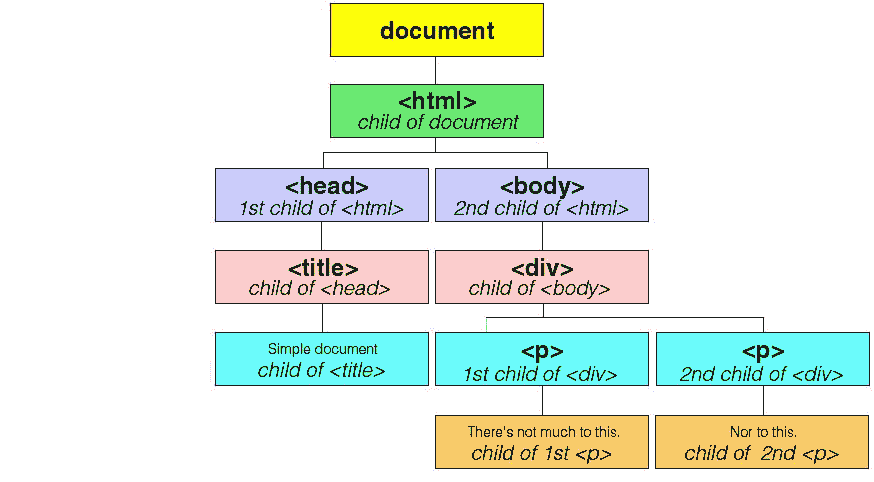 document
<html>
child of document
<head>
1st child of <html>
<body>
2nd child of <html>
<title>
child of <head>
<div>
child of <body>
Simple document
child of <title>
<p>
1st child of <div>
<p>
2nd child of <div>
There's not much to this.
child of 1st <p>
Nor to this.
child of 2nd <p>